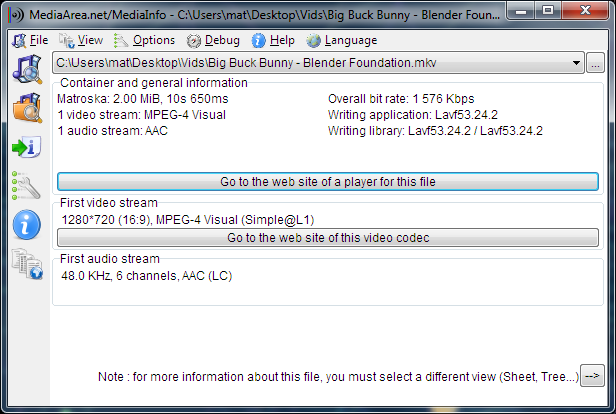 MediaArea.net/MediaInfo - C:\Users\mat\Desktop\Vids\Big Buck Bunny - Blender Foun...
File View Options Debug Help Language
C:\Users\mat\Desktop\Vids\Big Buck Bunny - Blender Foundation.mkv ...
Container and general information
Matroska: 2.00 MiB, 10s 650ms Overall bit rate: 1 576 Kbps
1 video stream: MPEG-4 Visual Writing application: Lavf53.24.2
1 audio stream: AAC Writing library: Lavf53.24.2 / Lavf53.24.2
Go to the web site of a player for this file
First video stream
1280*720 (16:9), MPEG-4 Visual (Simple@L1)
Go to the web site of this video codec
First audio stream
48.0 KHz, 6 channels, AAC (LC)
Note : for more information about this file, you must select a different view (Sheet, Tree...) -->